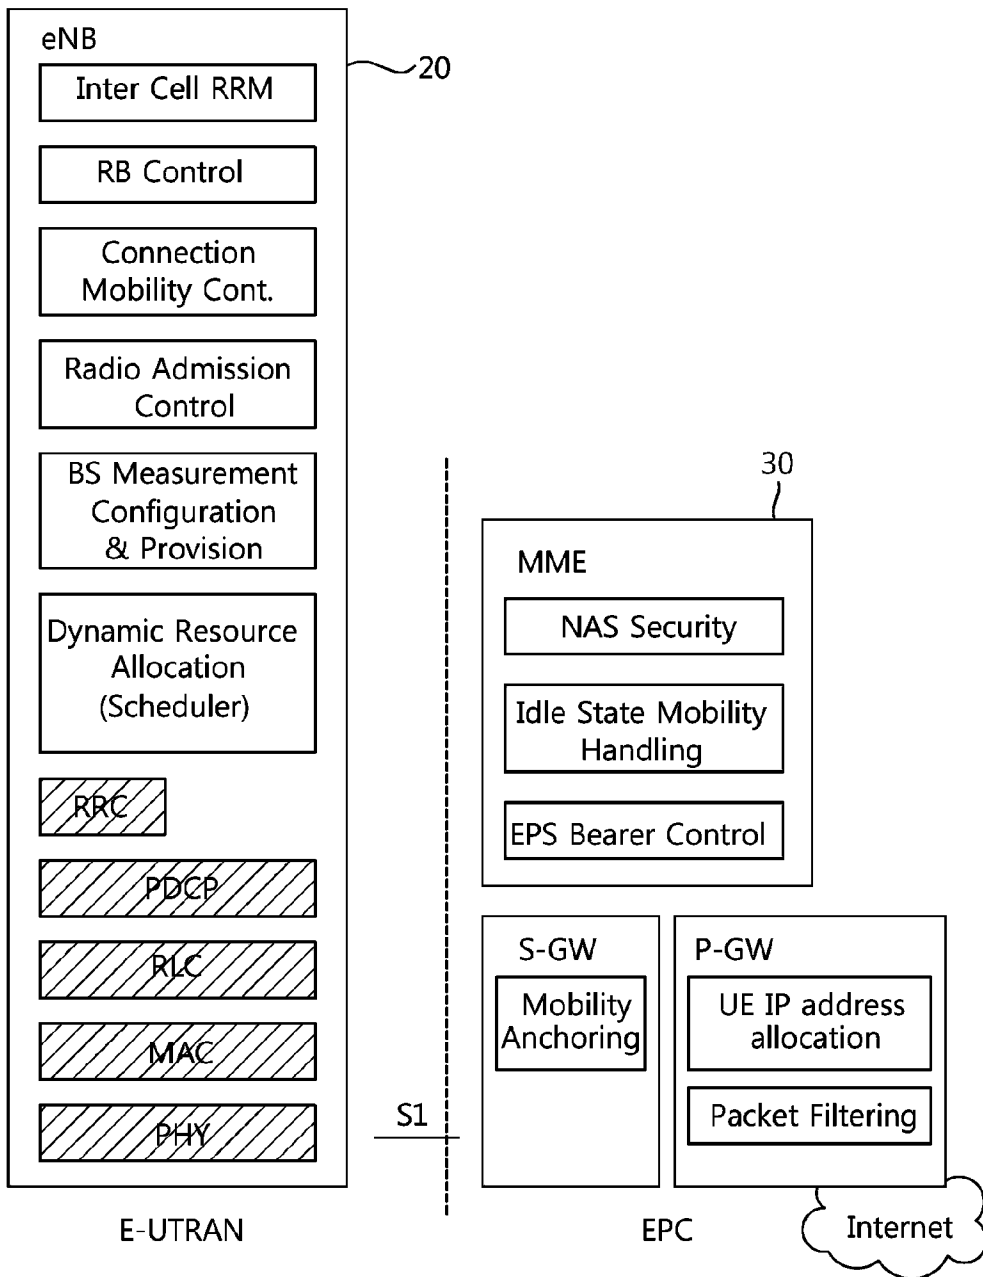 eNB
20
Inter Cell RRM
RB Control
Connection
Mobility Cont.
Radio Admission
Control
BS Measurement
Configuration
& Provision
Dynamic Resource
Allocation
(Scheduler)
RRC
PDCP
RLC
MAC
PHY
S1
E-UTRAN
30
MME
NAS Security
Idle State Mobility
Handling
EPS Bearer Control
S-GW
Mobility
Anchoring
P-GW
UE IP address
allocation
Packet Filtering
EPC
Internet